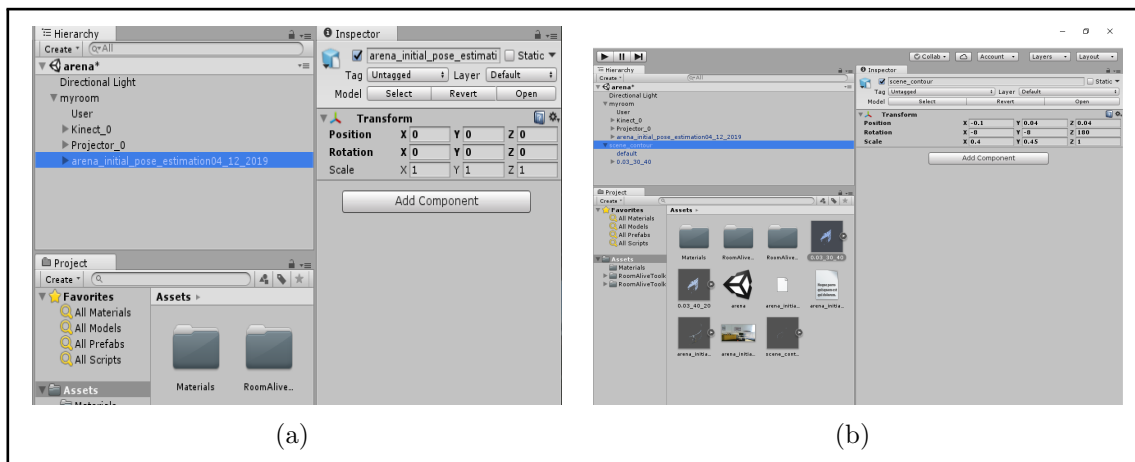 Hierarchy
Create
All
arena*
Directional Light
myroom
User
Kinect_0
Projector_0
arena_initial_pose_estimation04_12_2019
Project
Create
Favorites
All Materials
All Models
All Prefabs
All Scripts
Assets
Materials
Assets
Materials
RoomAlive...
Inspector
arena_initial_pose_estimati
Static
Tag Untagged Layer Default
Model Select Revert Open
Transform
Position X 0 Y 0 Z 0
Rotation X 0 Y 0 Z 0
Scale X 1 Y 1 Z 1
Add Component
(a)
Collab Account Layers Layout
Hierarchy
Create
All
arena*
Directional Light
myroom
User
Kinect_0
Projector_0
arena_initial_pose_estimation04_12_2019
scene_contour
default
0.03_30_40
Project
Create
Favorites
All Materials
All Models
All Prefabs
All Scripts
Assets
Materials
RoomAliveToolk
RoomAliveToolk
Assets
Materials RoomAlive... RoomAlive... 0.03_30_40
0.03_40_20 arena arena_initia... arena_initia...
arena_initia... arena_initia... scene_cont...
Inspector
scene_contour
Static
Tag Untagged Layer Default
Model Select Revert Open
Transform
Position X -0.1 Y 0.04 Z 0.04
Rotation X -8 Y -8 Z 180
Scale X 0.4 Y 0.45 Z 1
Add Component
(b)